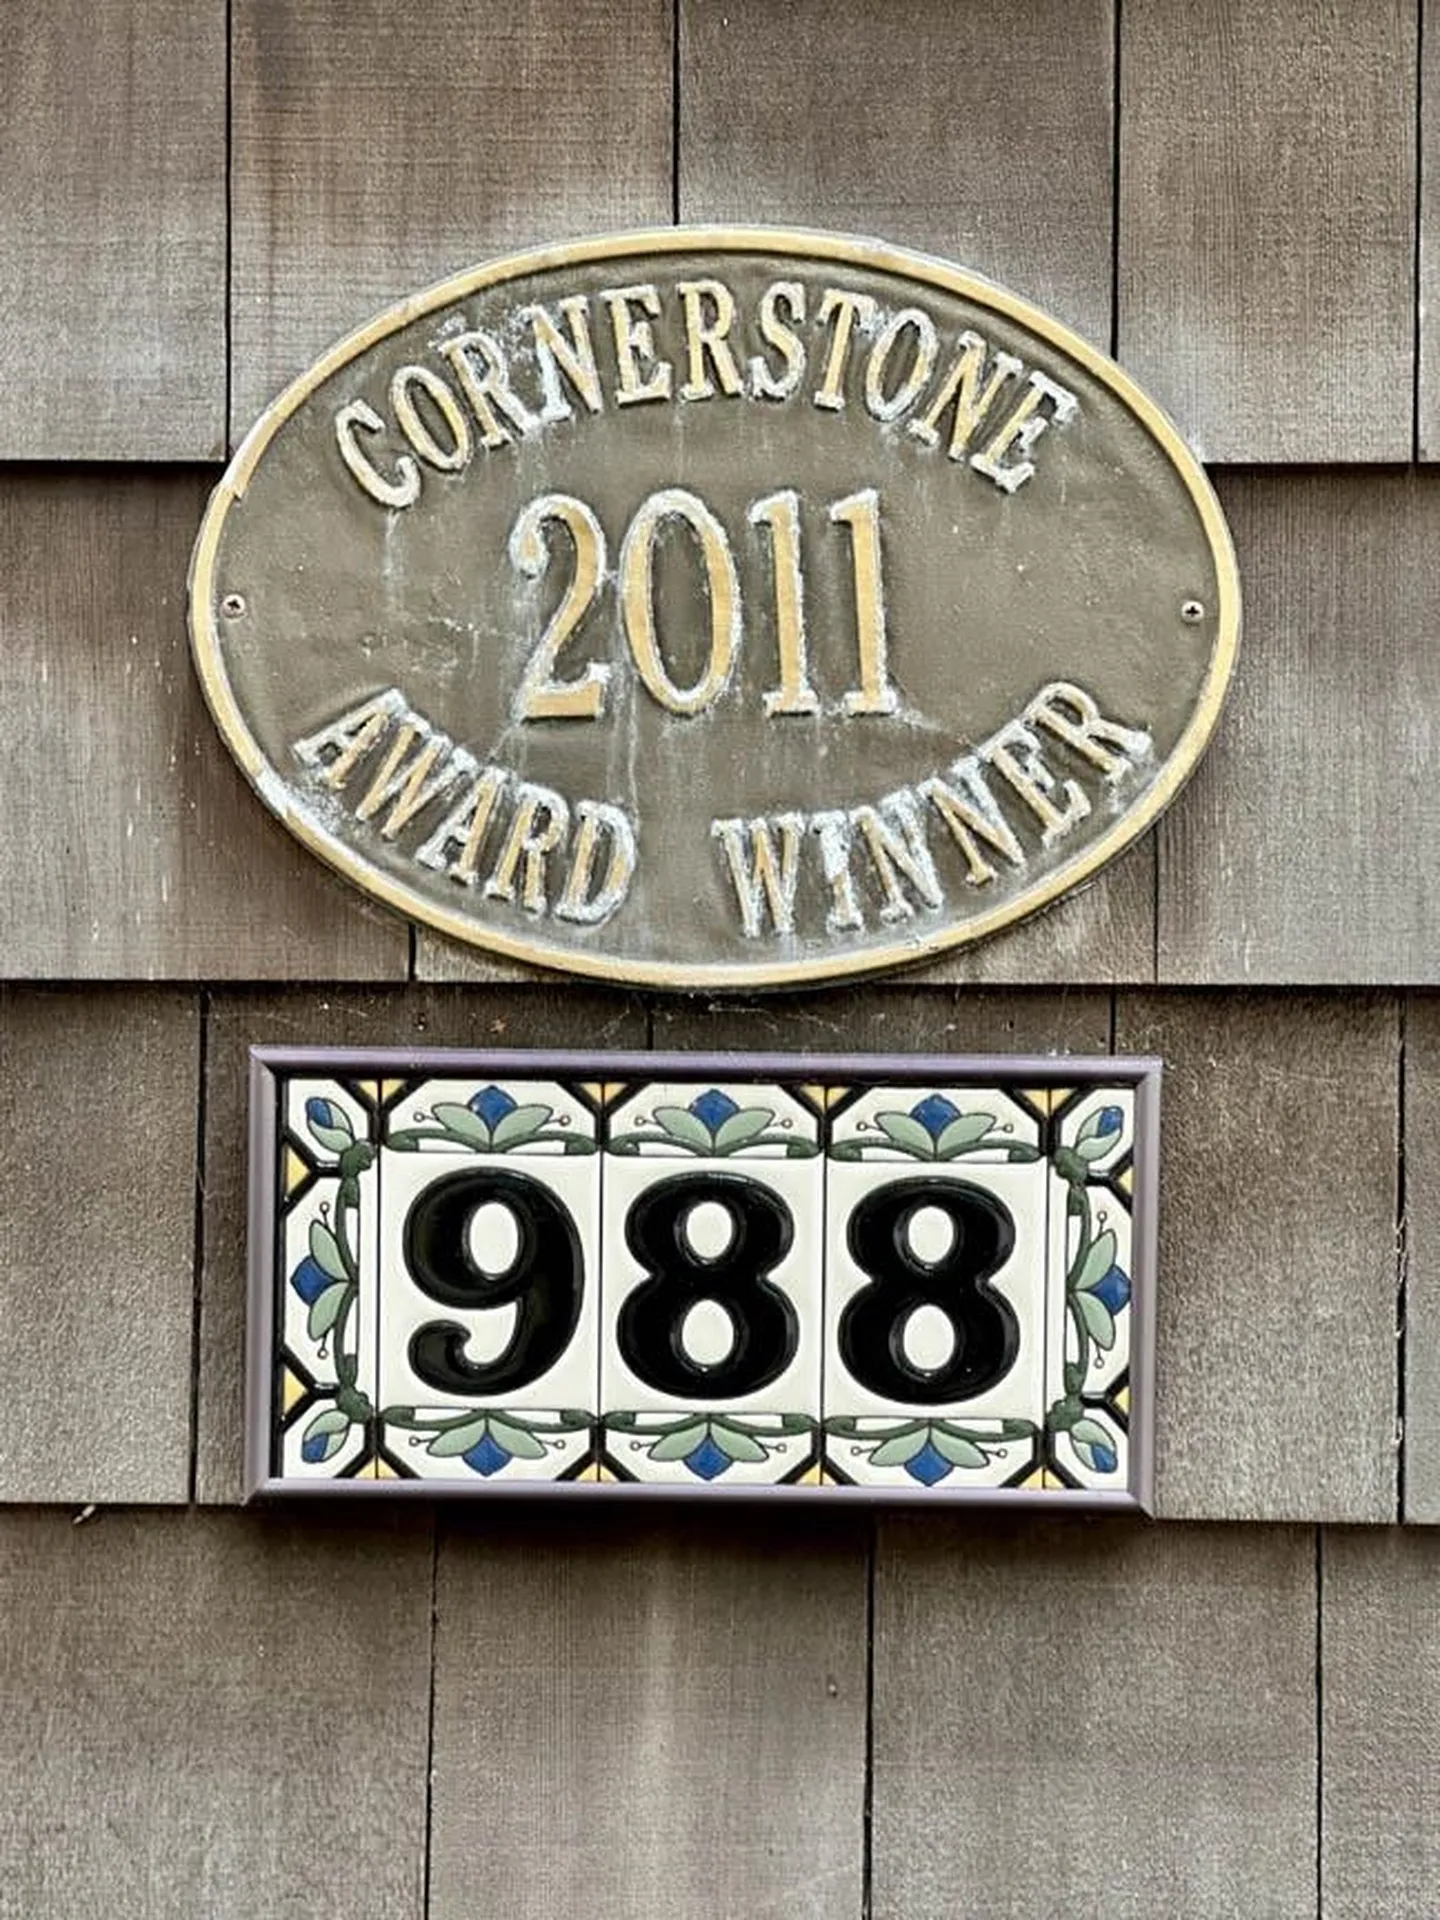 CORNERSTONE
2011
AWARD WINNER
988